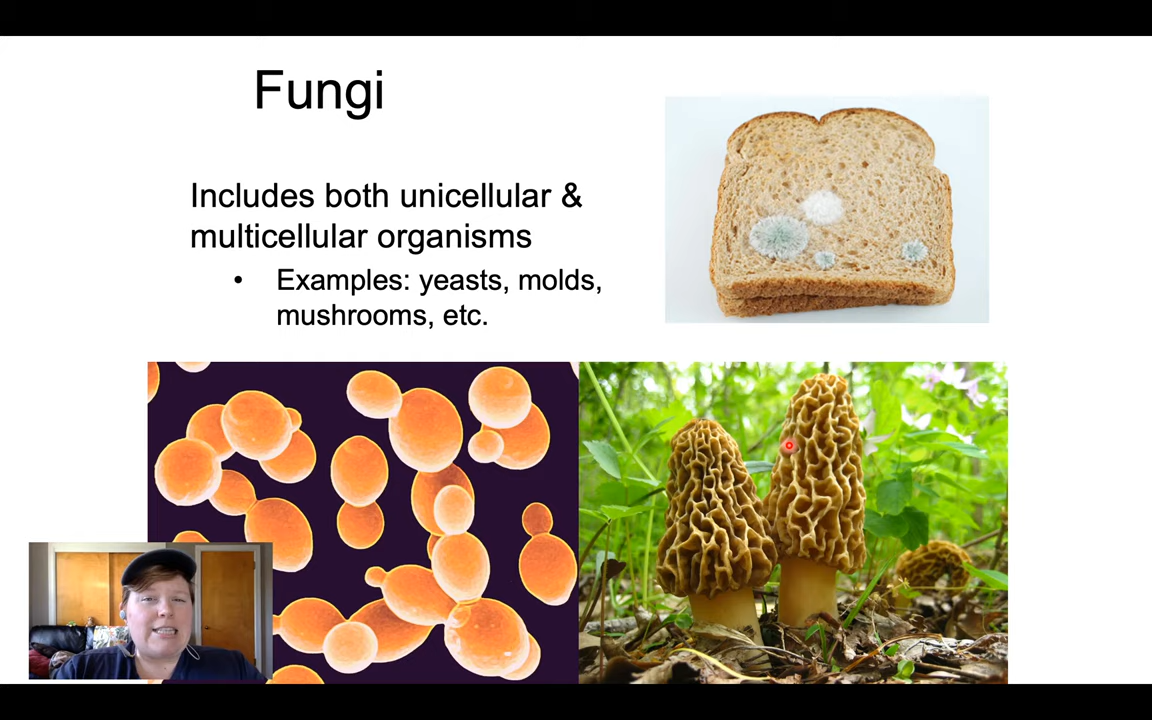 Fungi
Includes both unicellular &
multicellular organisms
• Examples: yeasts, molds,
mushrooms, etc.